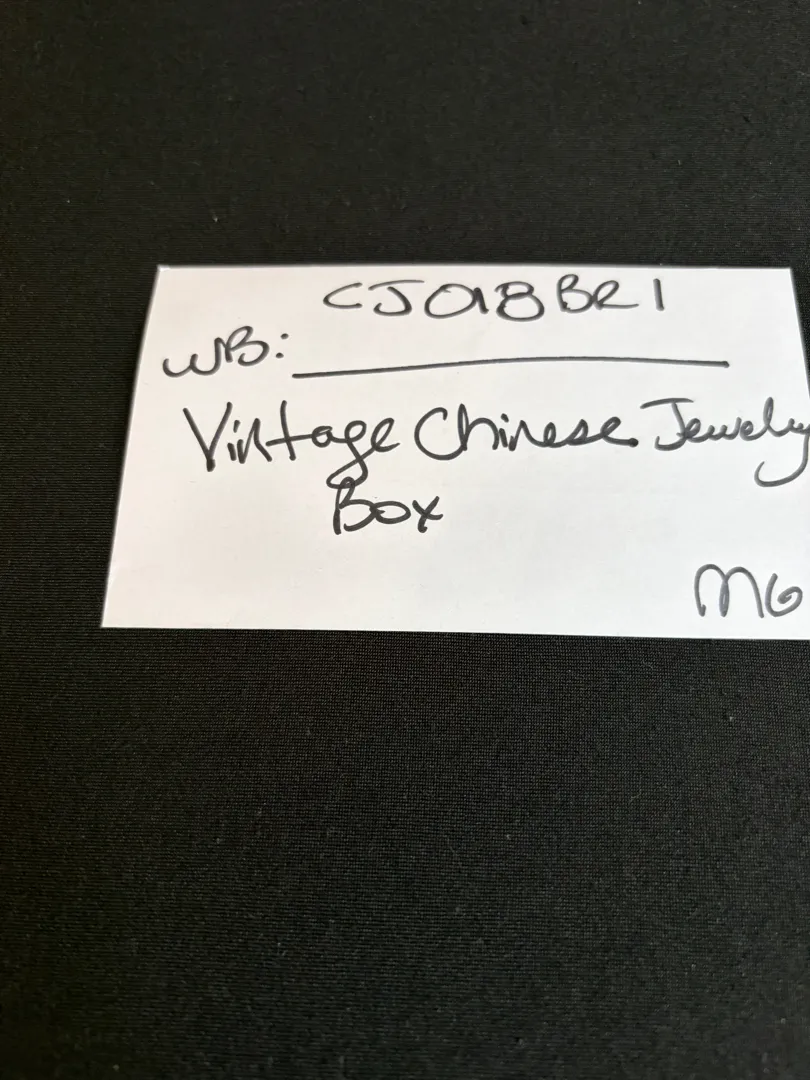 CJ018BR1
WB:
Vintage Chinese Jewelry
Box
MG